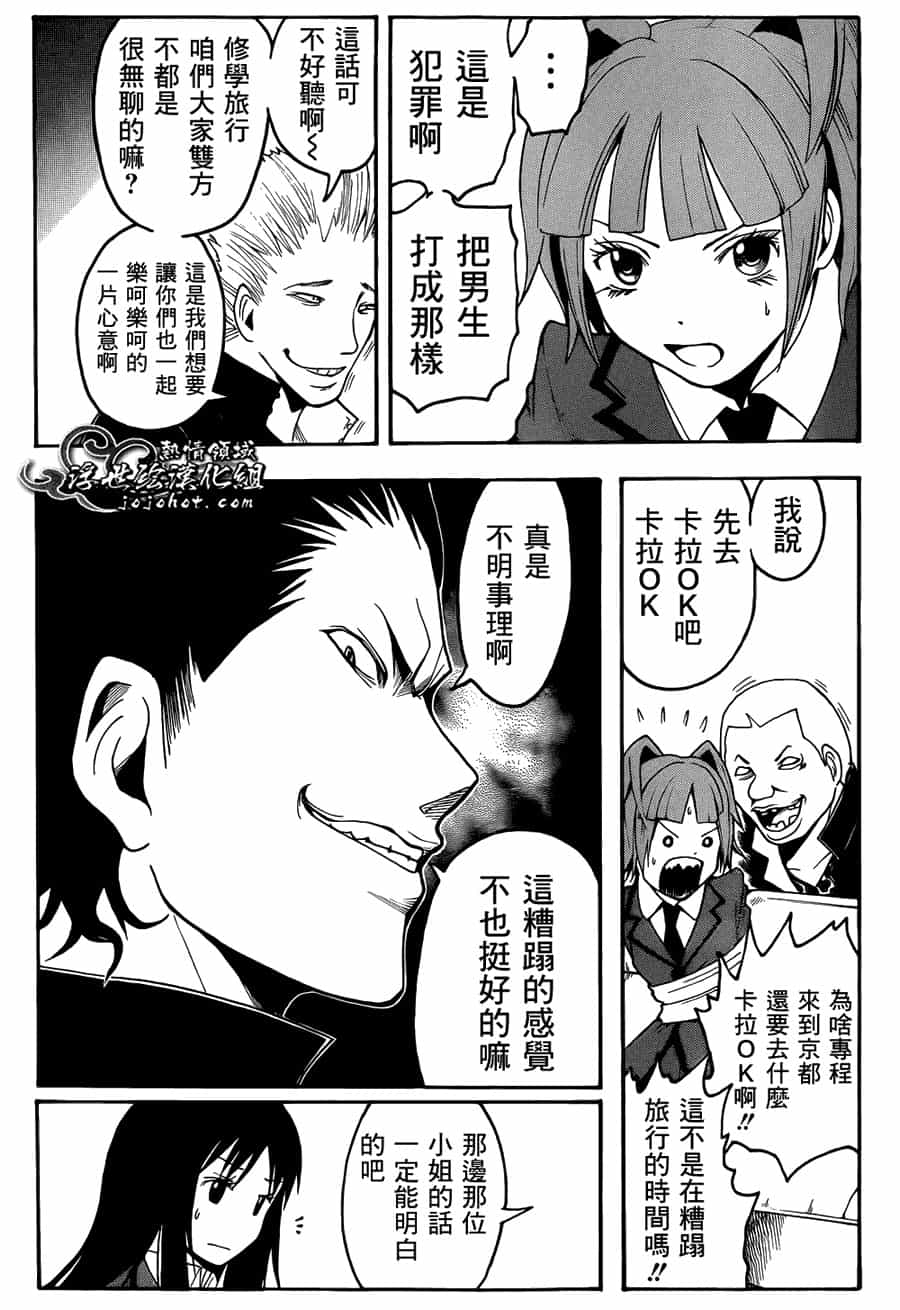 …
這是
犯罪啊
把男生
打成那樣
這話可
不好聽啊~
修學旅行
咱們大家雙方
不都是
很無聊的嘛？
這是我們想要
讓你們也一起
樂呵樂呵的
一片心意啊
熱情領域
浮世绘漢化組
jojohot.com
我說
先去
卡拉OK吧
卡拉OK
為啥專程
來到京都
還要去什麼
卡拉OK啊!!
這不是在糟蹋
旅行的時間嗎!!
真是
不明事理啊
這糟蹋的感覺
不也挺好的嘛
那邊那位
小姐的話
一定能明白
的吧